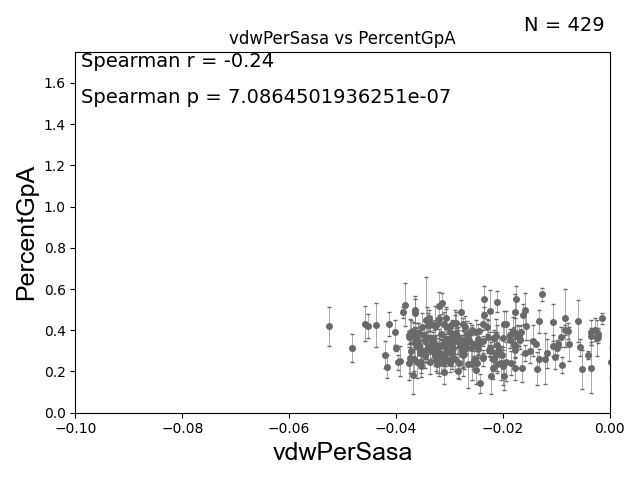 N = 429
vdwPerSasa vs PercentGpA
Spearman r = -0.24
Spearman p = 7.0864501936251e-07
PercentGpA
1.6
1.4
1.2
1.0
0.8
0.6
0.4
0.2
0.0
−0.10 −0.08 −0.06 −0.04 −0.02 0.00
vdwPerSasa